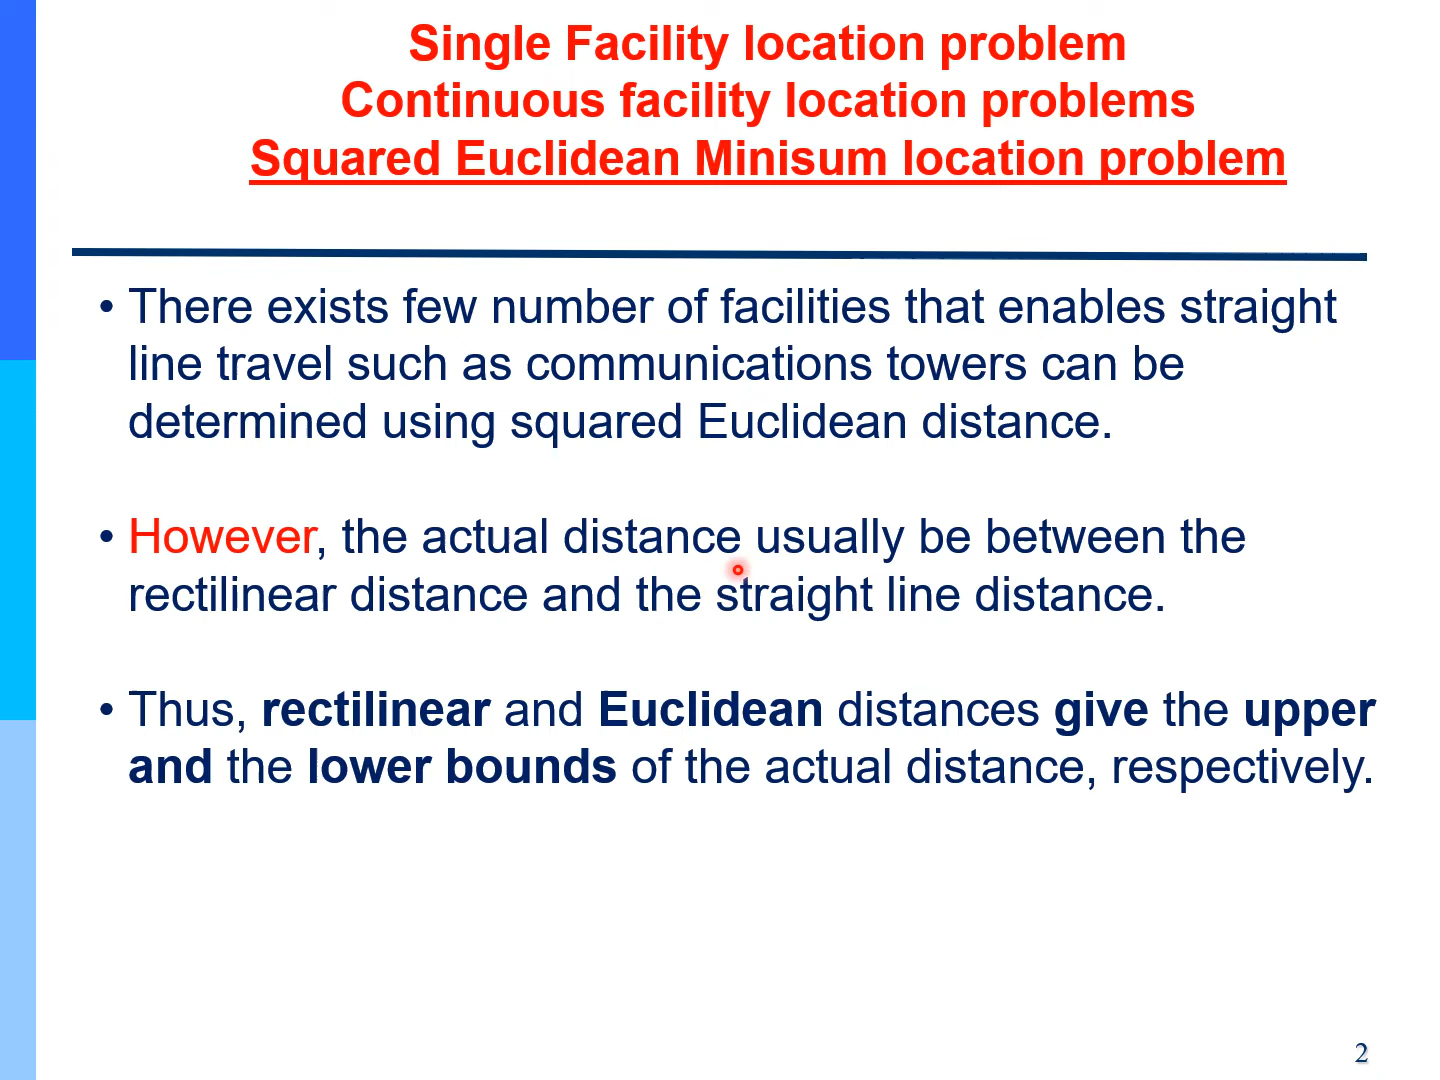 Single Facility location problem
Continuous facility location problems
Squared Euclidean Minisum location problem
• There exists few number of facilities that enables straight
line travel such as communications towers can be
determined using squared Euclidean distance.
• However, the actual distance usually be between the
rectilinear distance and the straight line distance.
• Thus, rectilinear and Euclidean distances give the upper
and the lower bounds of the actual distance, respectively.
2